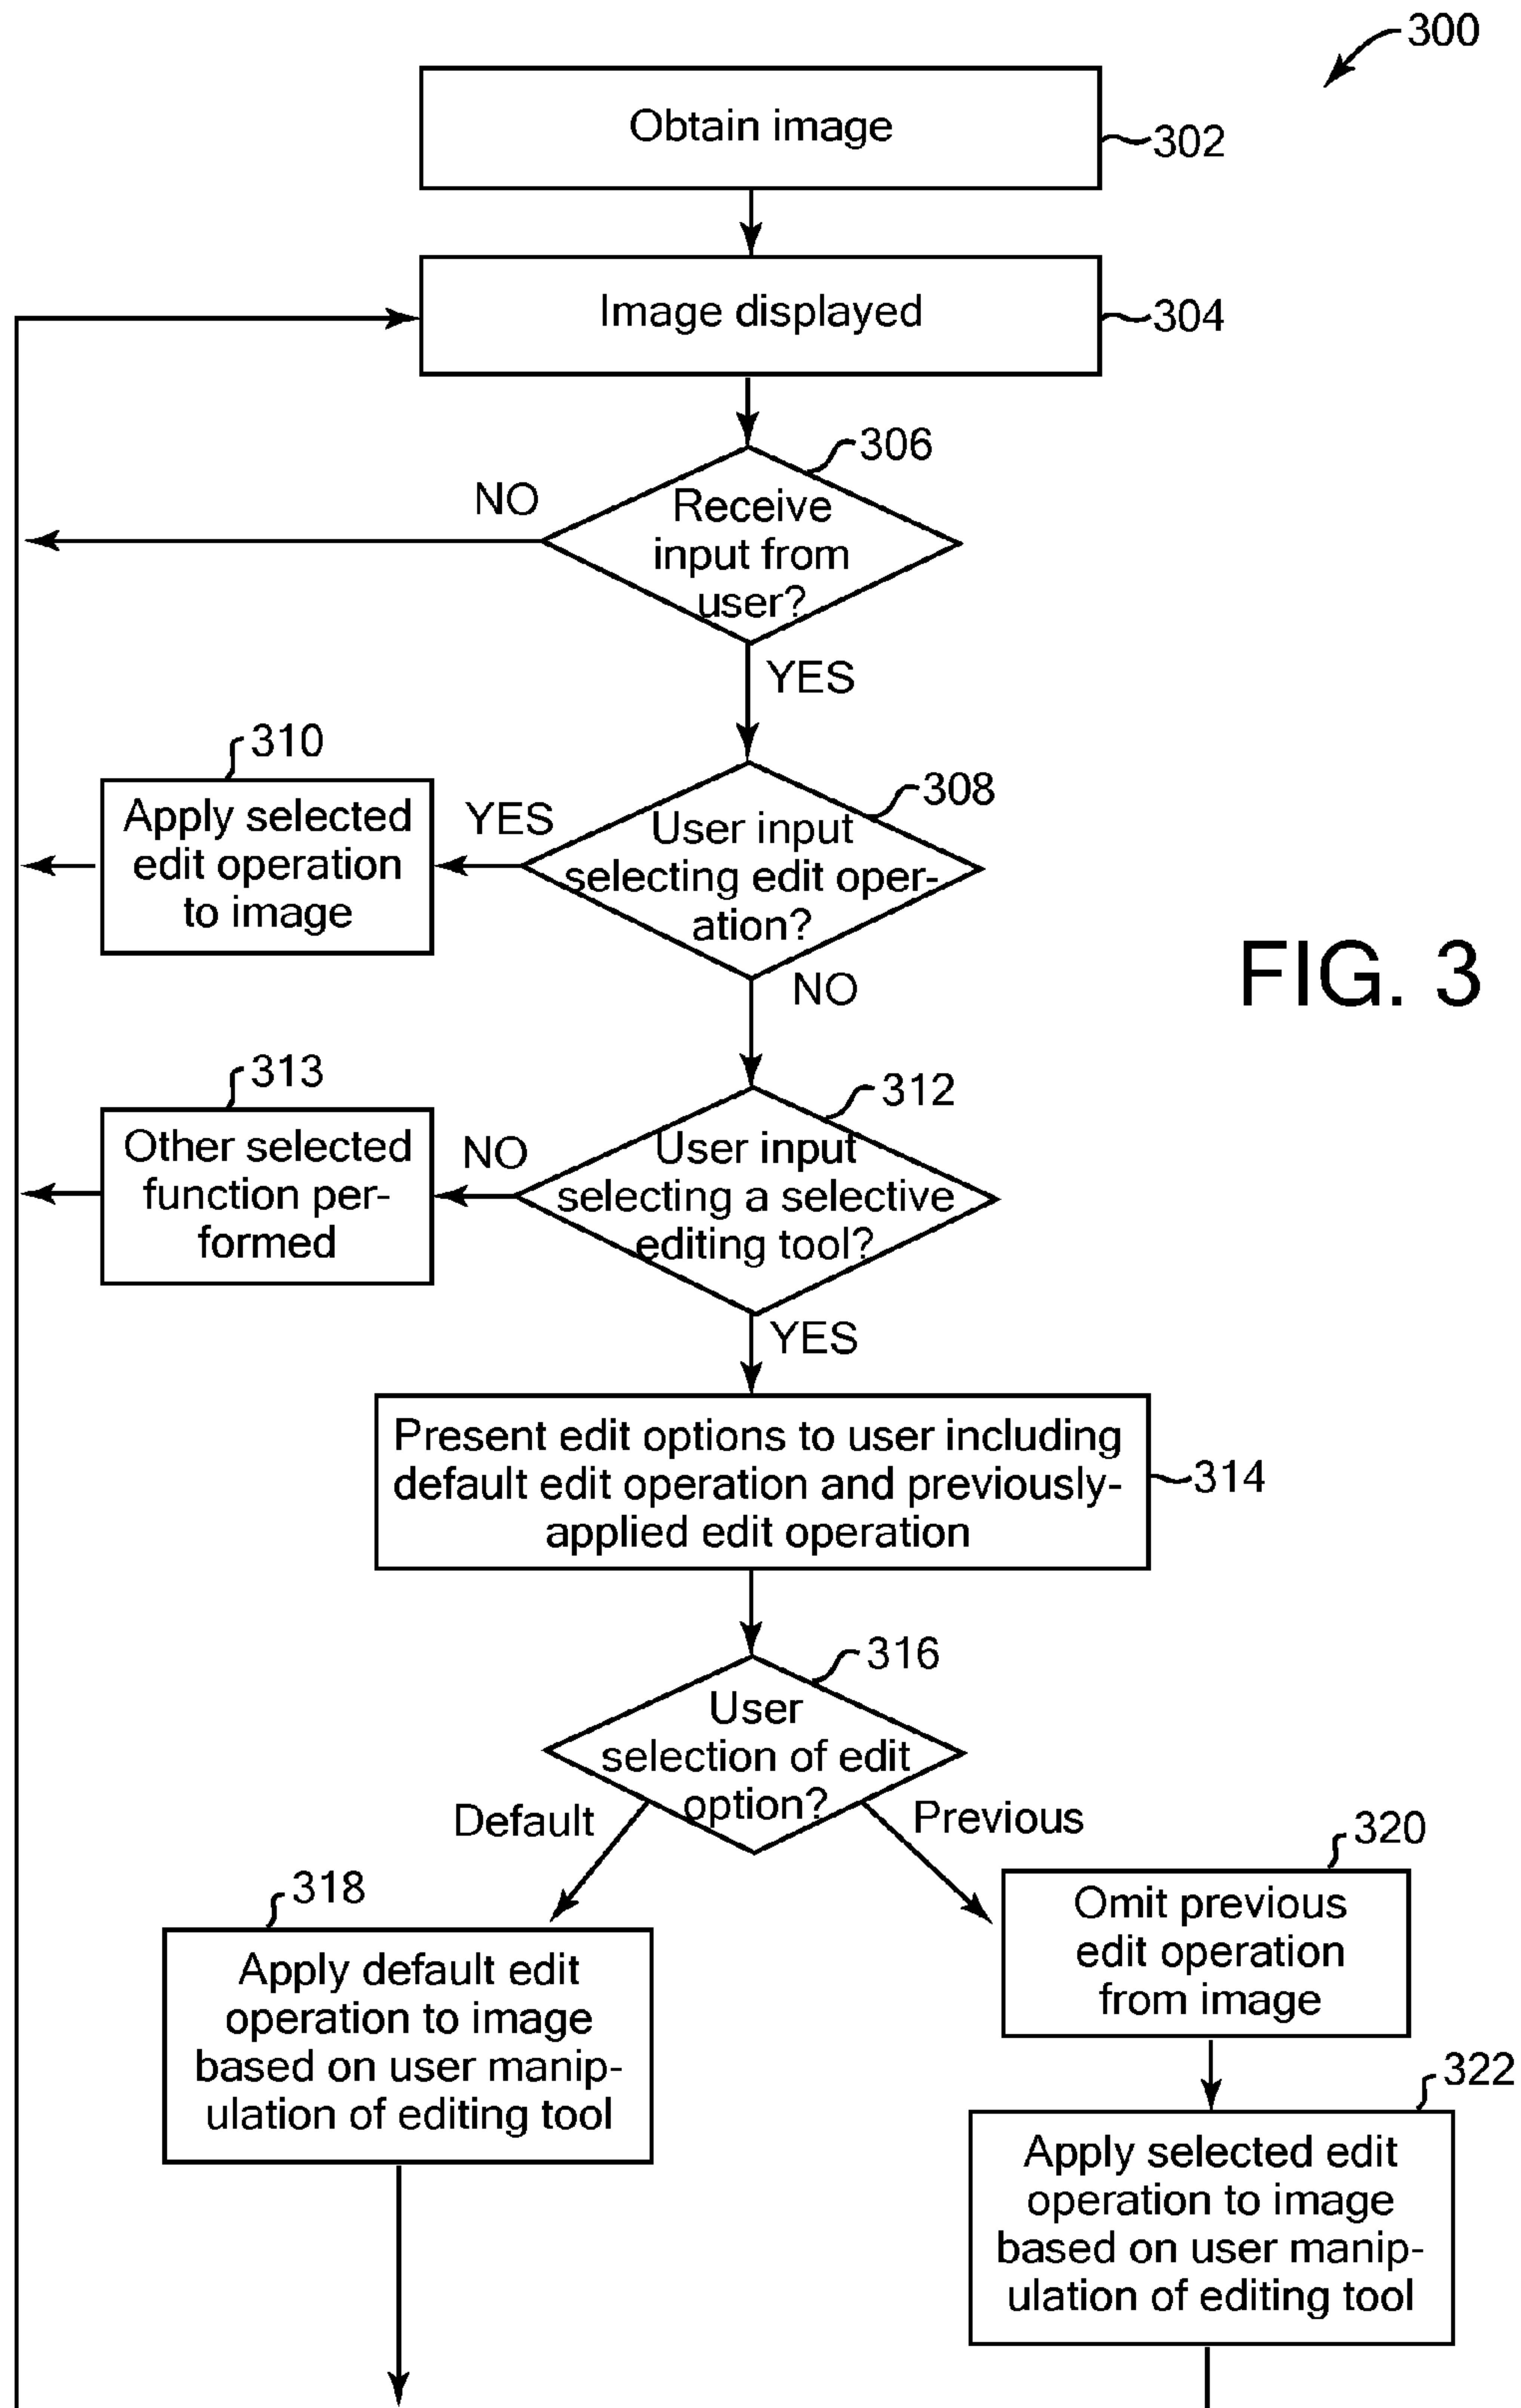 300
Obtain image
302
Image displayed
304
306
NO
Receive
input from
user?
YES
310
308
Apply selected
edit operation
to image
YES
User input
selecting edit oper-
ation?
FIG. 3
NO
313
312
Other selected
function per-
formed
NO
User input
selecting a selective
editing tool?
YES
Present edit options to user including
default edit operation and previously-
applied edit operation
314
316
User
selection of edit
option?
Default
Previous
320
318
Omit previous
edit operation
from image
Apply default edit
operation to image
based on user manip-
ulation of editing tool
322
Apply selected edit
operation to image
based on user manip-
ulation of editing tool